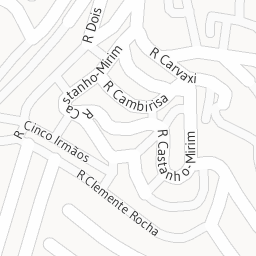 R Dois
R Carvaxi
R Castanho-Mirim
R Cambirisa
R Castanho-Mirim
R Cinco Irmãos
R Clemente Rocha